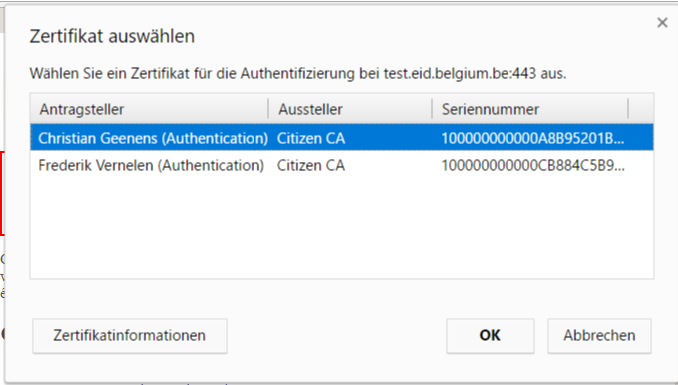 Zertifikat auswählen
Wählen Sie ein Zertifikat für die Authentifizierung bei test.eid.belgium.be:443 aus.
Antragsteller Aussteller Seriennummer
Christian Geenens (Authentication) Citizen CA 100000000000A8B95201B...
Frederik Vernelen (Authentication) Citizen CA 100000000000CB884C5B9...
Zertifikatinformationen OK Abbrechen